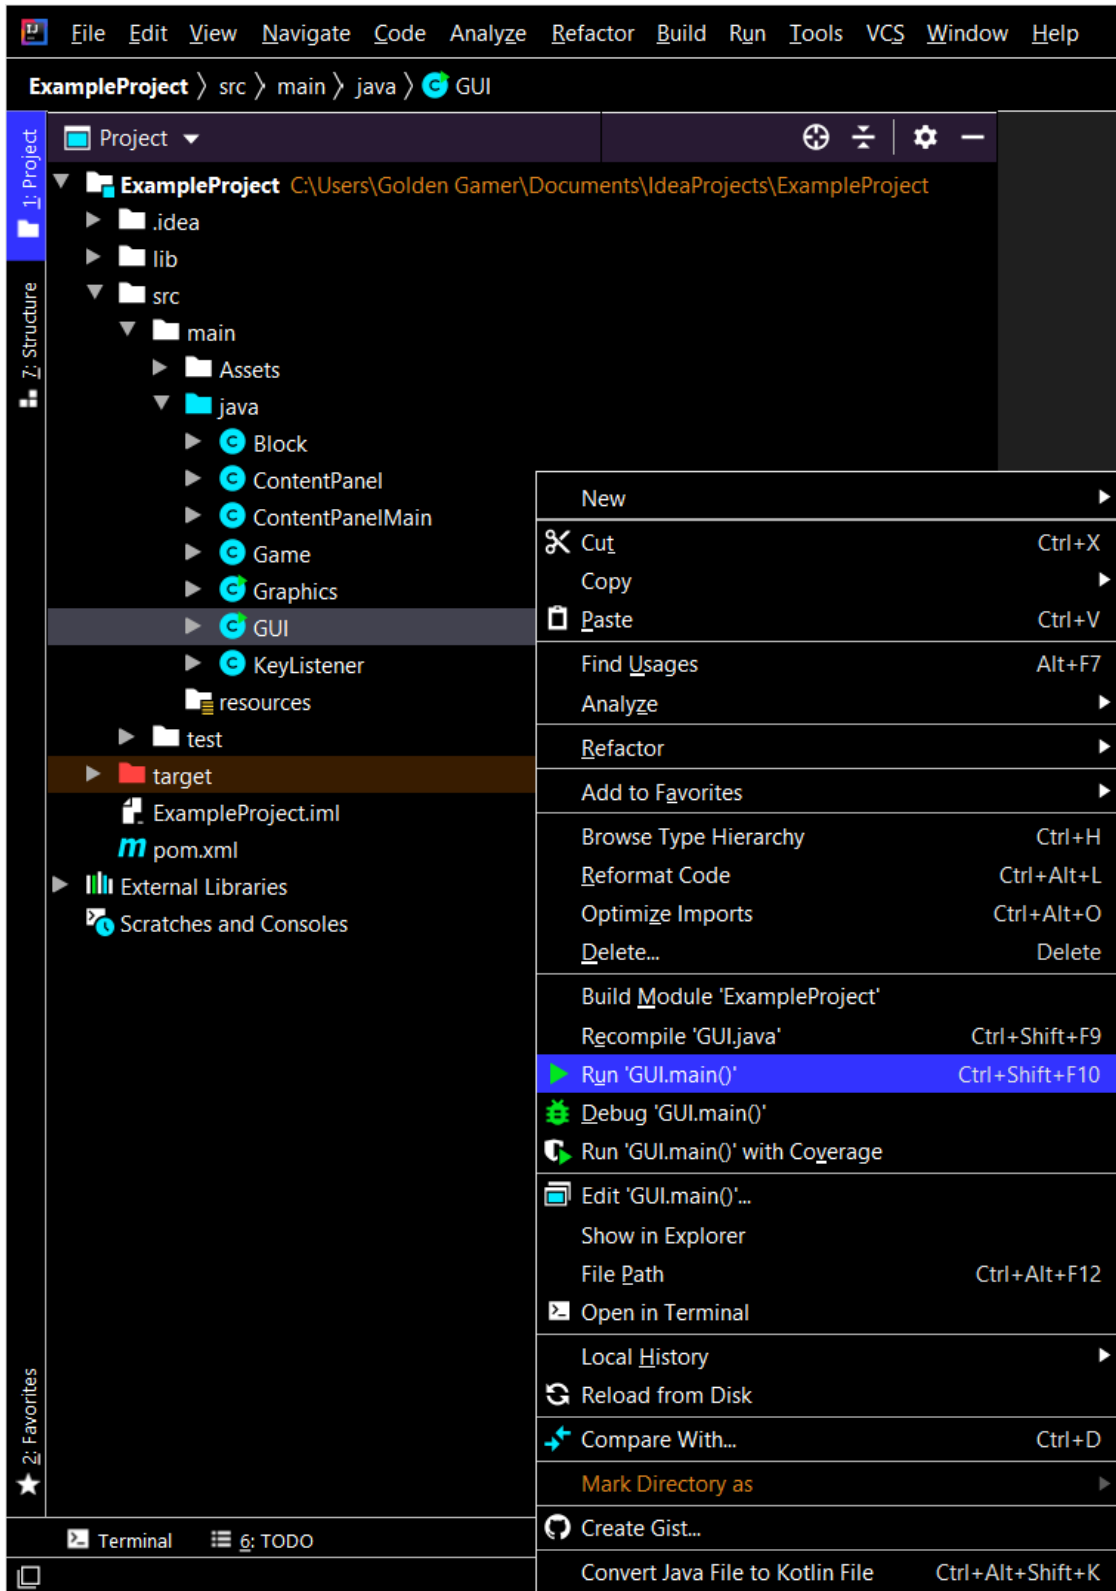 IJ File Edit View Navigate Code Analyze Refactor Build Run Tools VCS Window Help
ExampleProject 〉 src 〉 main 〉 java 〉 C GUI
1: Project
7: Structure
2: Favorites
Project
ExampleProject C:\Users\Golden Gamer\Documents\IdeaProjects\ExampleProject
.idea
lib
src
main
Assets
java
C Block
C ContentPanel
C ContentPanelMain
C Game
C Graphics
C GUI
C KeyListener
resources
test
target
ExampleProject.iml
m pom.xml
External Libraries
Scratches and Consoles
New
Cut Ctrl+X
Copy
Paste Ctrl+V
Find Usages Alt+F7
Analyze
Refactor
Add to Favorites
Browse Type Hierarchy Ctrl+H
Reformat Code Ctrl+Alt+L
Optimize Imports Ctrl+Alt+O
Delete... Delete
Build Module 'ExampleProject'
Recompile 'GUI.java' Ctrl+Shift+F9
Run 'GUI.main()' Ctrl+Shift+F10
Debug 'GUI.main()'
Run 'GUI.main()' with Coverage
Edit 'GUI.main()'...
Show in Explorer
File Path Ctrl+Alt+F12
Open in Terminal
Local History
Reload from Disk
Compare With... Ctrl+D
Mark Directory as
Create Gist...
Convert Java File to Kotlin File Ctrl+Alt+Shift+K
Terminal 6: TODO